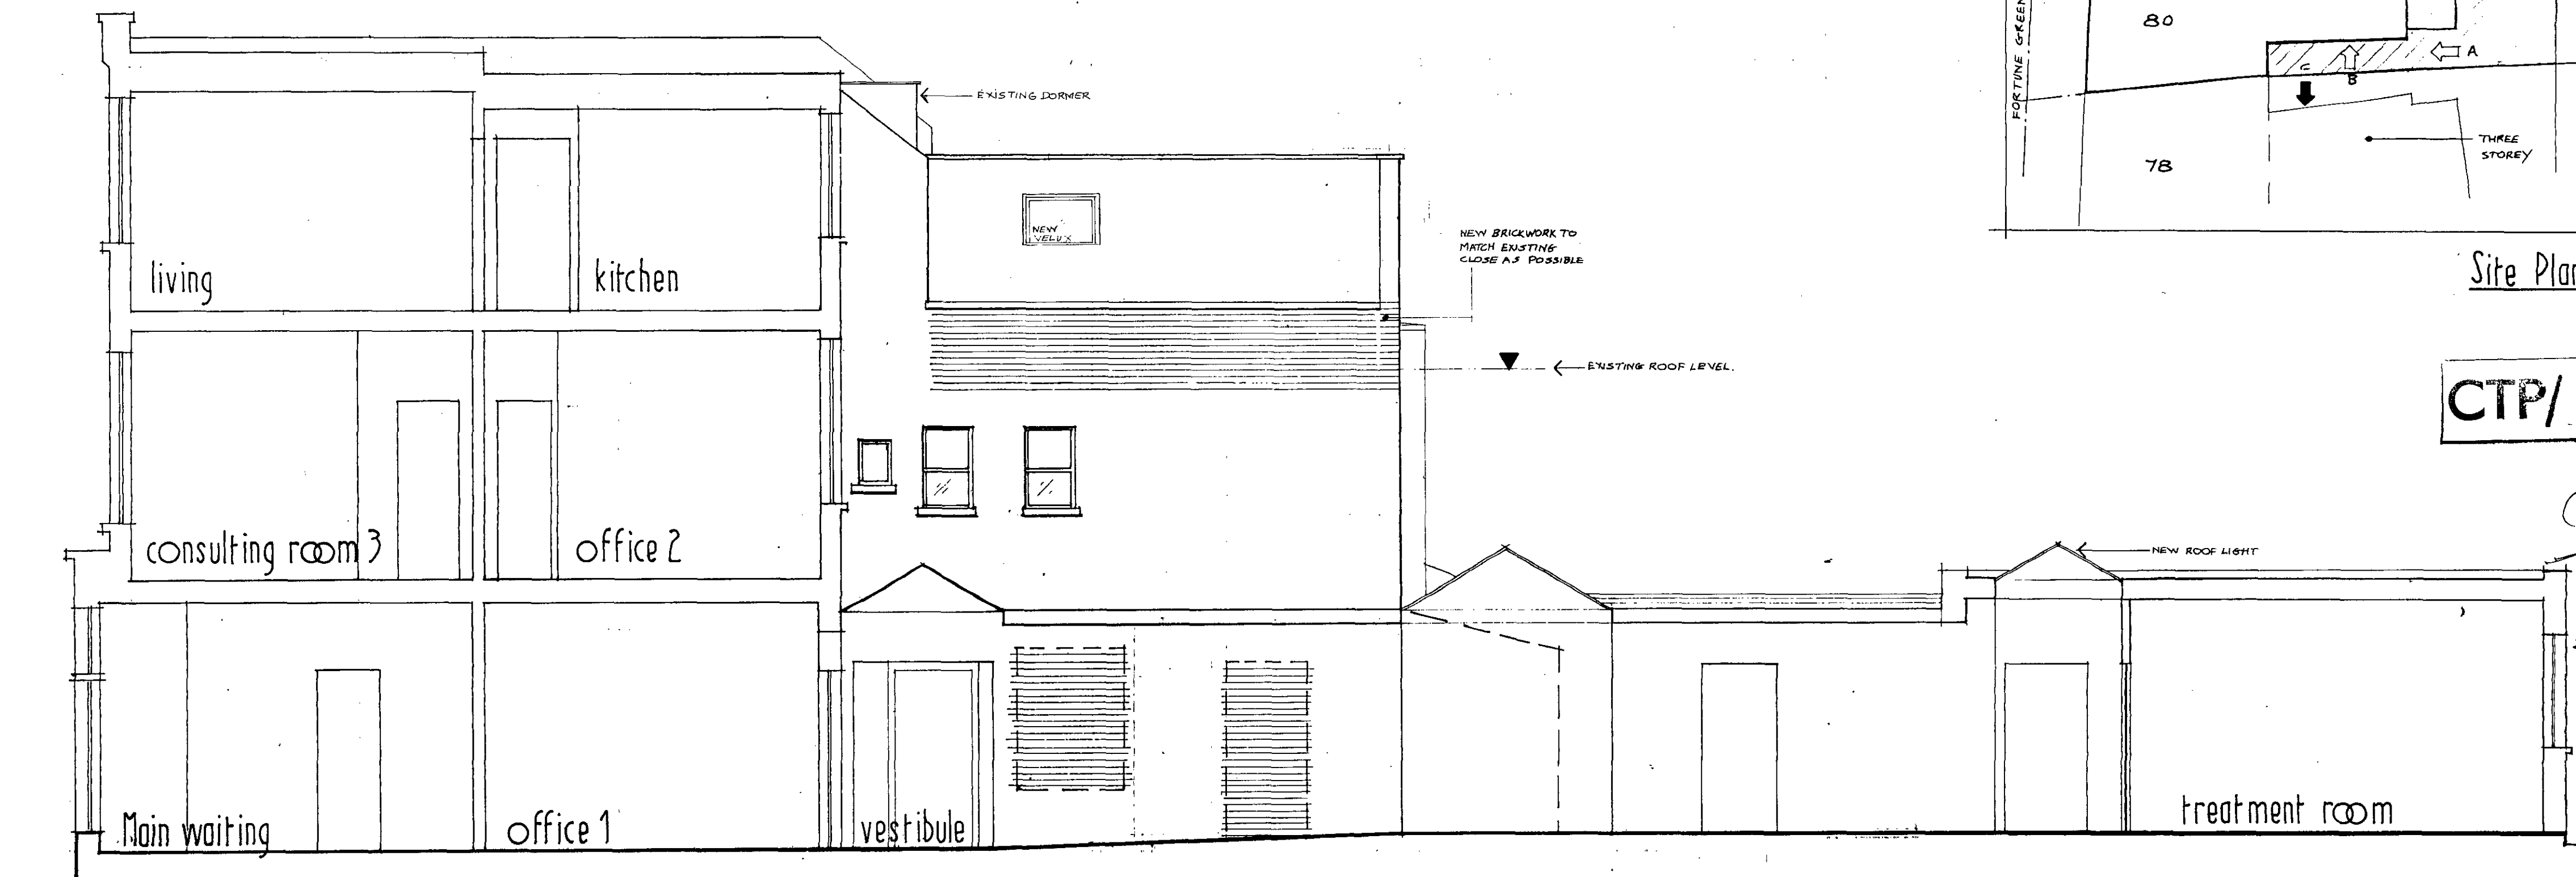 EXISTING DORMER
NEW
VELUX
NEW BRICKWORK TO
MATCH EXISTING
CLOSE AS POSSIBLE
EXISTING ROOF LEVEL.
living
kitchen
consulting room 3
office 2
NEW ROOF LIGHT
Main waiting
office 1
vestibule
treatment room
FORTUNE GREEN
80
A
B
C
78
THREE
STOREY
Site Plan
CTP/